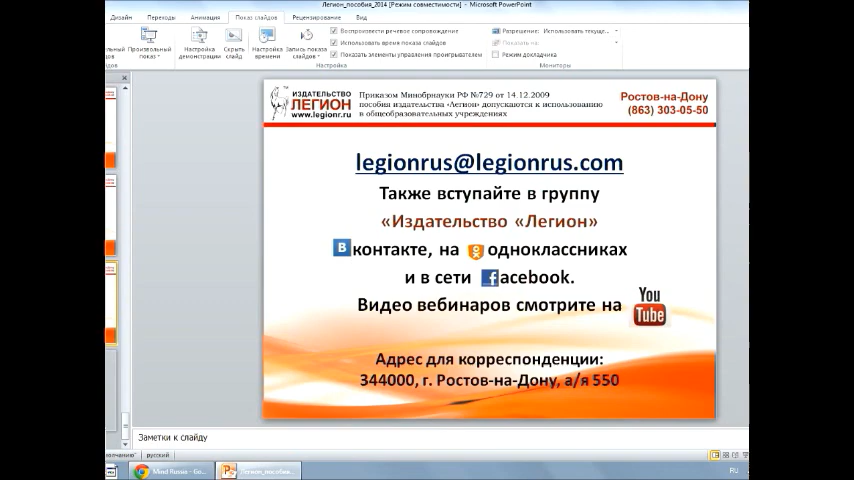 Легион_пособия_2014 [Режим совместимости] - Microsoft PowerPoint
Дизайн Переходы Анимация Показ слайдов Рецензирование Вид
Произвольный показ
Настройка демонстрации
Скрыть слайд
Настройка времени
Запись показа слайдов
Воспроизвести речевое сопровождение
Использовать время показа слайдов
Показать элементы управления проигрывателем
Настройка
Разрешение: Использовать текущ...
Показать на:
Режим докладчика
Мониторы
ИЗДАТЕЛЬСТВО
ЛЕГИОН
www.legionr.ru
Приказом Минобрнауки РФ №729 от 14.12.2009
пособия издательства «Легион» допускаются к использованию
в общеобразовательных учреждениях
Ростов-на-Дону
(863) 303-05-50
legionrus@legionrus.com
Также вступайте в группу
«Издательство «Легион»
В контакте, на одноклассниках
и в сети facebook.
Видео вебинаров смотрите на You Tube
Адрес для корреспонденции:
344000, г. Ростов-на-Дону, а/я 550
Заметки к слайду
русский
Mind Russia - Go...
Легион_пособи...
RU